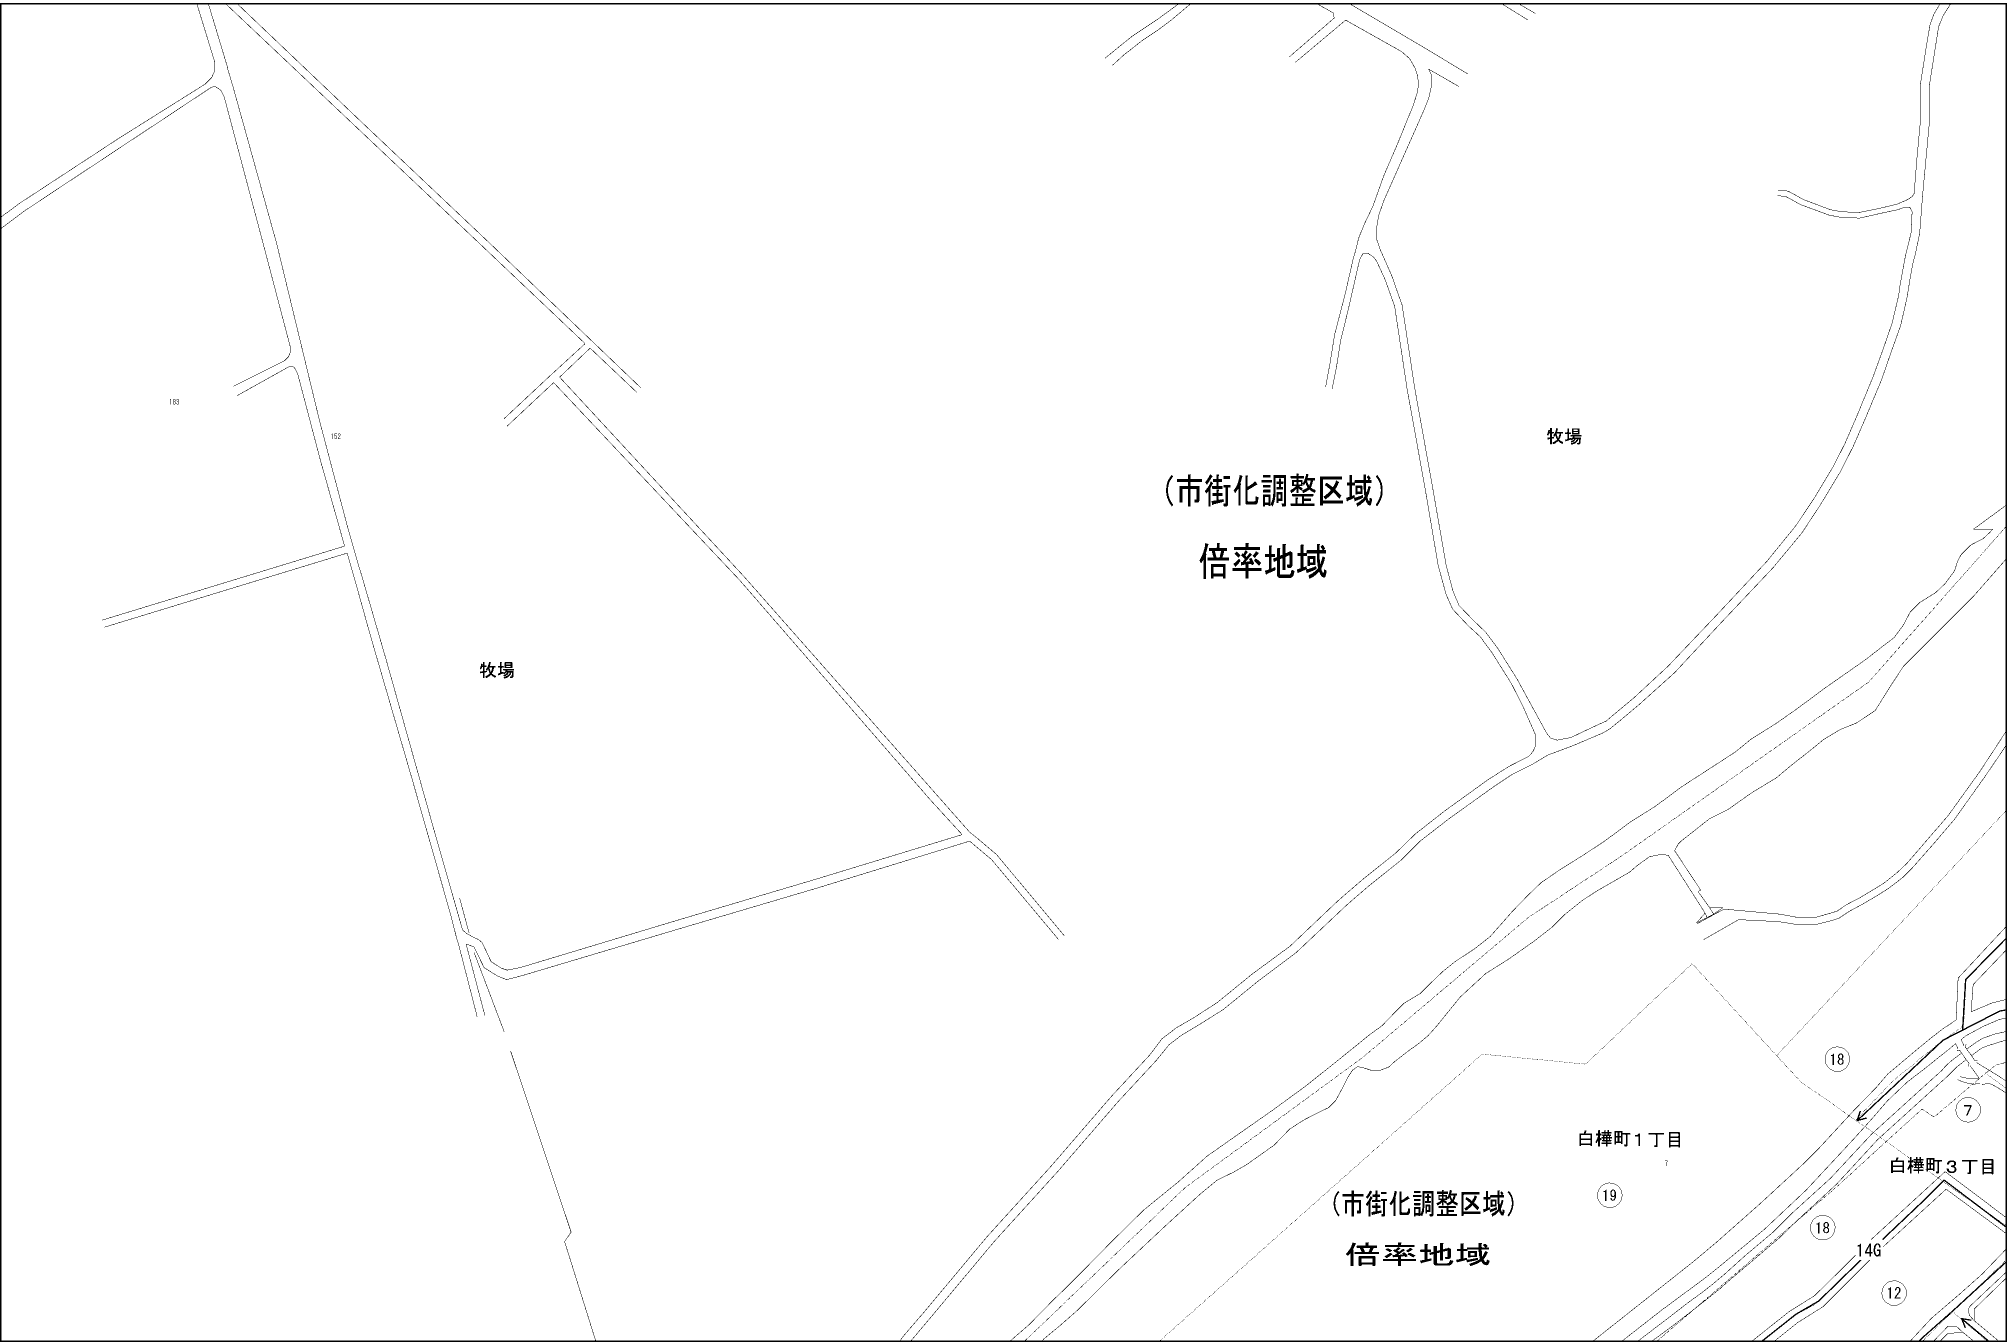 183
152
牧場
（市街化調整区域）
倍率地域
牧場
18
7
白樺町１丁目
7
白樺町３丁目
19
（市街化調整区域）
倍率地域
18
14G
12